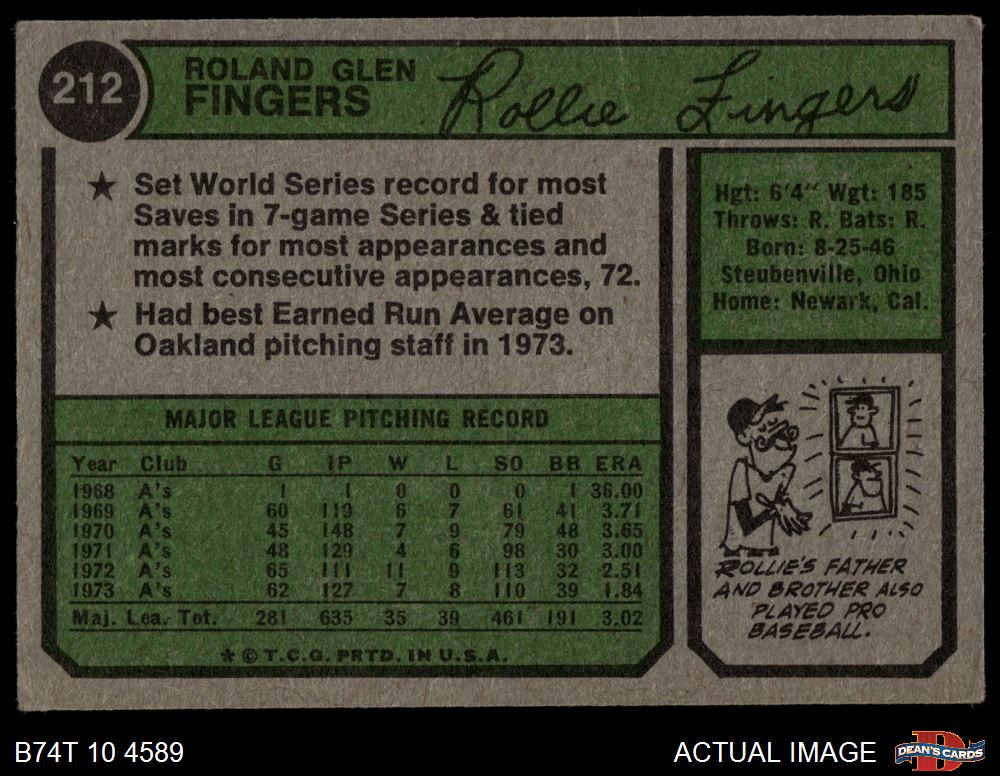 212
ROLAND GLEN
FINGERS
Rollie Fingers
★ Set World Series record for most
Saves in 7-game Series & tied
marks for most appearances and
most consecutive appearances, 72.
★ Had best Earned Run Average on
Oakland pitching staff in 1973.
Hgt: 6'4" Wgt: 185
Throws: R. Bats: R.
Born: 8-25-46
Steubenville, Ohio
Home: Newark, Cal.
MAJOR LEAGUE PITCHING RECORD
Year Club G IP W L SO BB ERA
1968 A's 1 1 0 0 0 1 36.00
1969 A's 60 119 6 7 61 41 3.71
1970 A's 45 148 7 9 79 48 3.65
1971 A's 48 129 4 6 98 30 3.00
1972 A's 65 111 11 9 113 32 2.51
1973 A's 62 127 7 8 110 39 1.84
Maj. Lea. Tot. 281 635 35 39 461 191 3.02
* © T.C.G. PRTD. IN U.S.A.
ROLLIE'S FATHER
AND BROTHER ALSO
PLAYED PRO
BASEBALL.
B74T 10 4589
ACTUAL IMAGE
DEAN'S CARDS